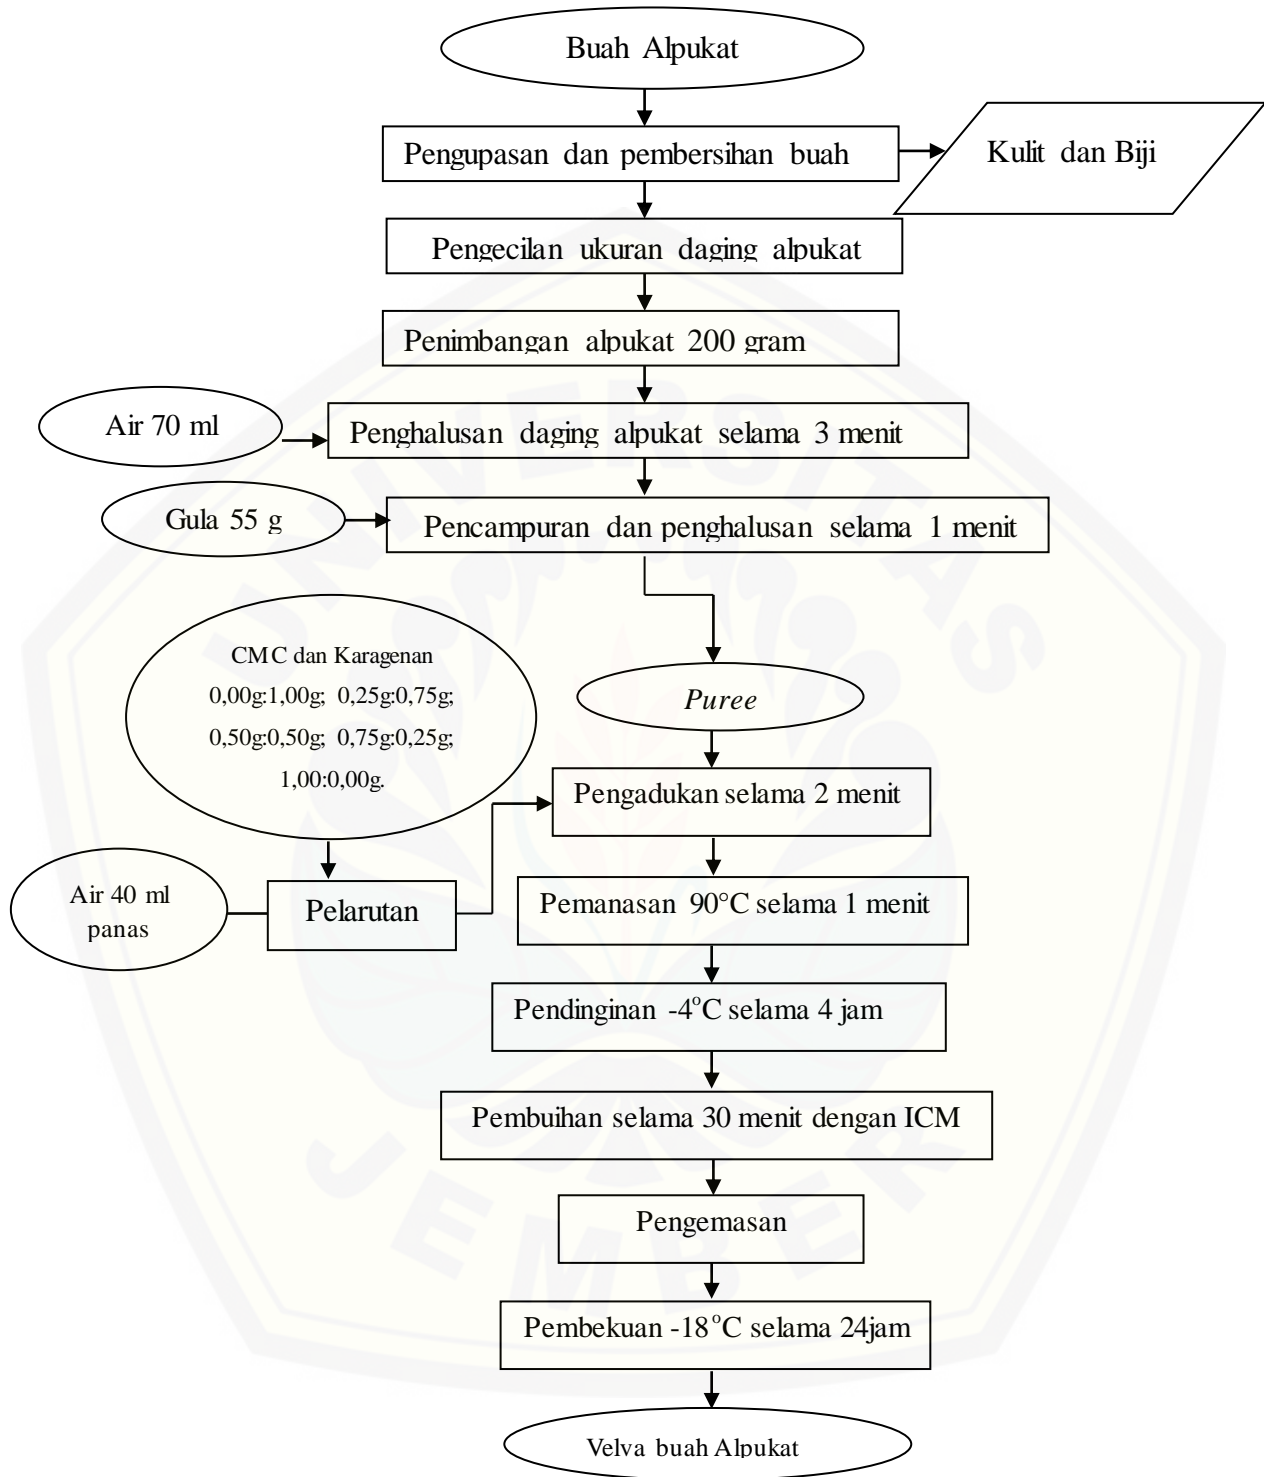 Buah Alpukat
Pengupasan dan pembersihan buah
Kulit dan Biji
Pengecilan ukuran daging alpukat
Penimbangan alpukat 200 gram
Air 70 ml
Penghalusan daging alpukat selama 3 menit
Gula 55 g
Pencampuran dan penghalusan selama 1 menit
CMC dan Karagenan
0,00g:1,00g; 0,25g:0,75g;
0,50g:0,50g; 0,75g:0,25g;
1,00:0,00g.
Puree
Pengadukan selama 2 menit
Air 40 ml
panas
Pelarutan
Pemanasan 90°C selama 1 menit
Pendinginan -4°C selama 4 jam
Pembuihan selama 30 menit dengan ICM
Pengemasan
Pembekuan -18°C selama 24jam
Velva buah Alpukat
UNIVERSITAS
JEMBER